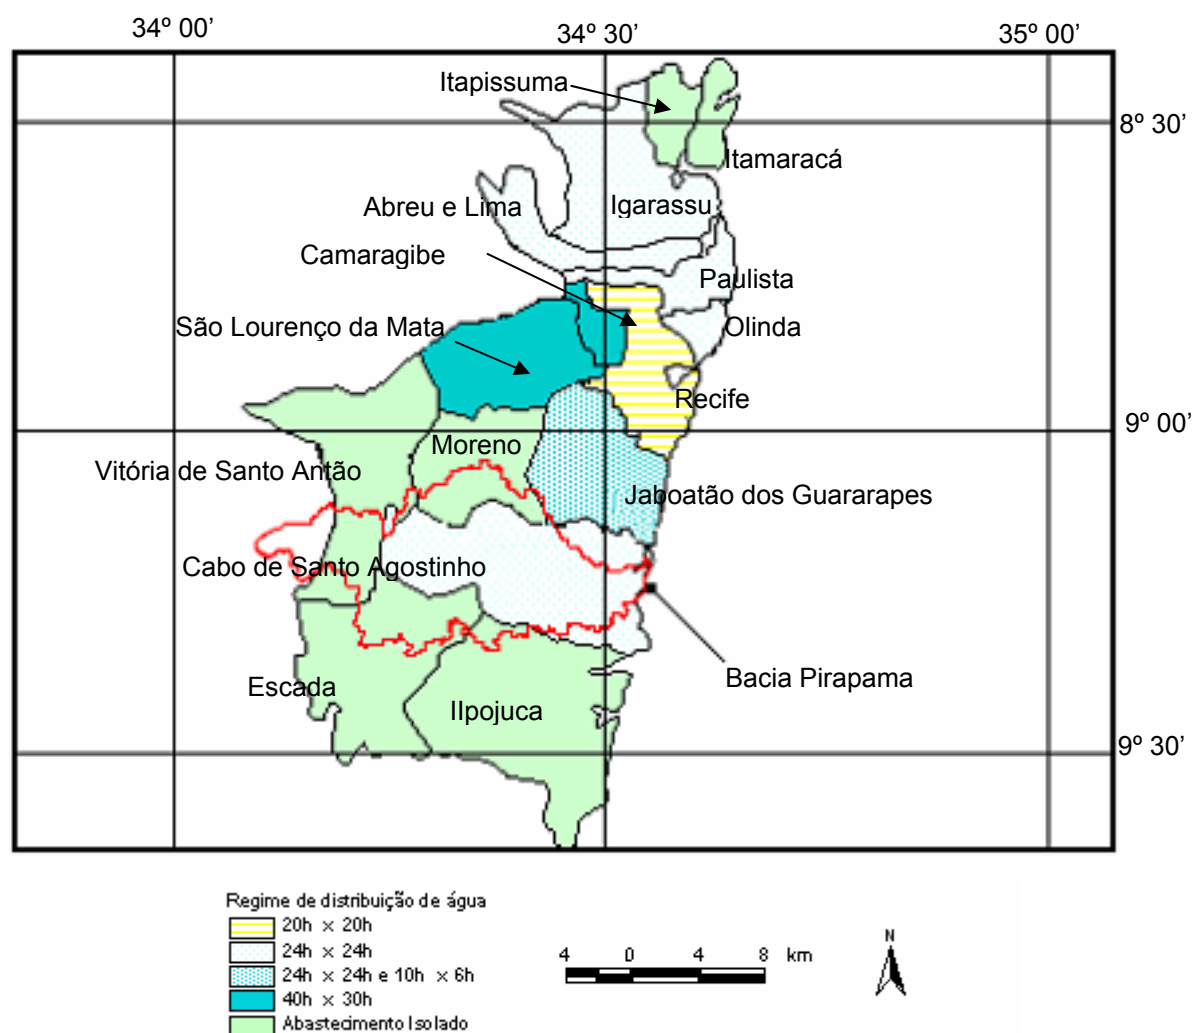 34º 00’
34º 30’
35º 00’
Itapissuma
8º 30’
Itamaracá
Abreu e Lima
Igarassu
Camaragibe
Paulista
São Lourenço da Mata
Olinda
Recife
9º 00’
Moreno
Vitória de Santo Antão
Jaboatão dos Guararapes
Cabo de Santo Agostinho
Bacia Pirapama
Escada
IIpojuca
9º 30’
Regime de distribuição de água
20h x 20h
24h x 24h
24h x 24h e 10h x 6h
40h x 30h
Abastecimento Isolado
4 0 4 8 km
N